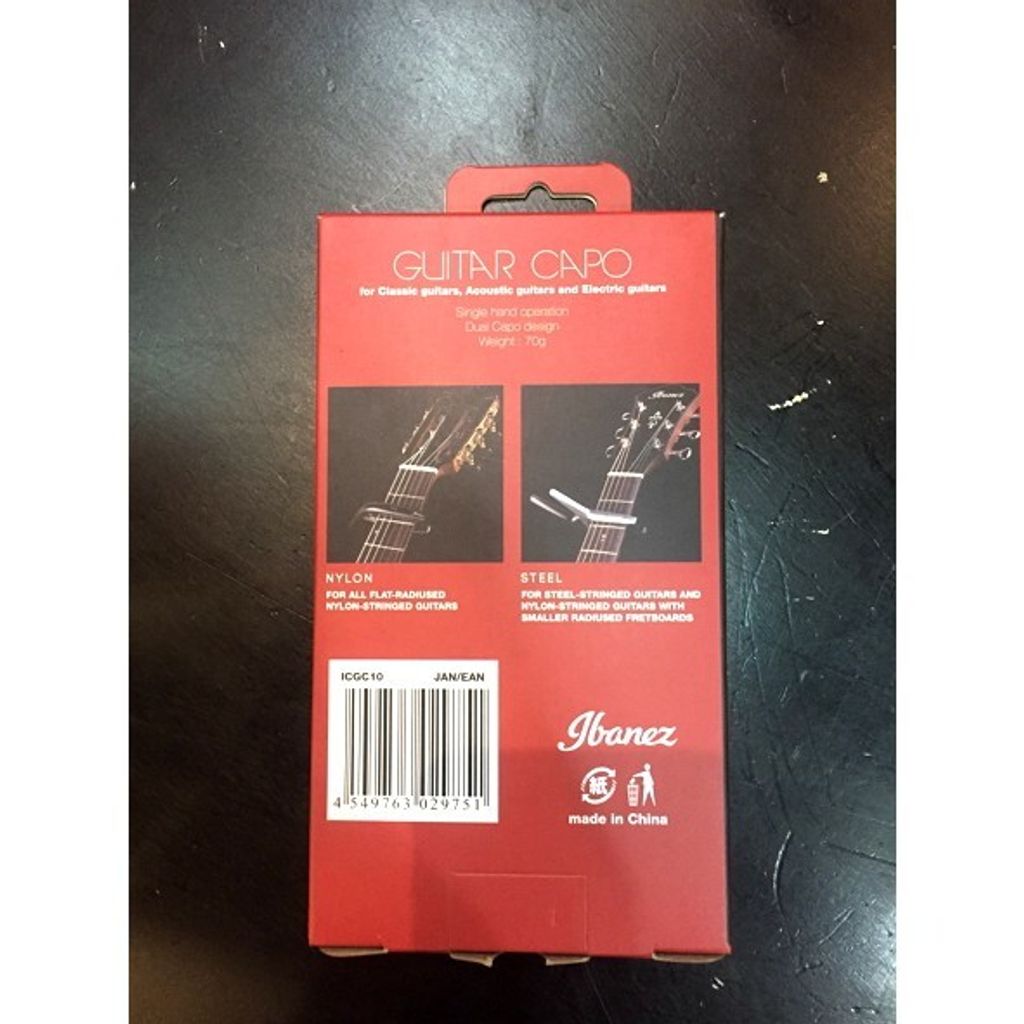 GUITAR CAPO
for Classic guitars, Acoustic guitars and Electric guitars
Single hand operation
Dual Capo design
Weight : 70g
Ibanez
NYLON
FOR ALL FLAT-RADIUSED
NYLON-STRINGED GUITARS
STEEL
FOR STEEL-STRINGED GUITARS AND
NYLON-STRINGED GUITARS WITH
SMALLER RADIUSED FRETBOARDS
ICGC10 JAN/EAN
4 549763 029751
Ibanez
紙
made in China